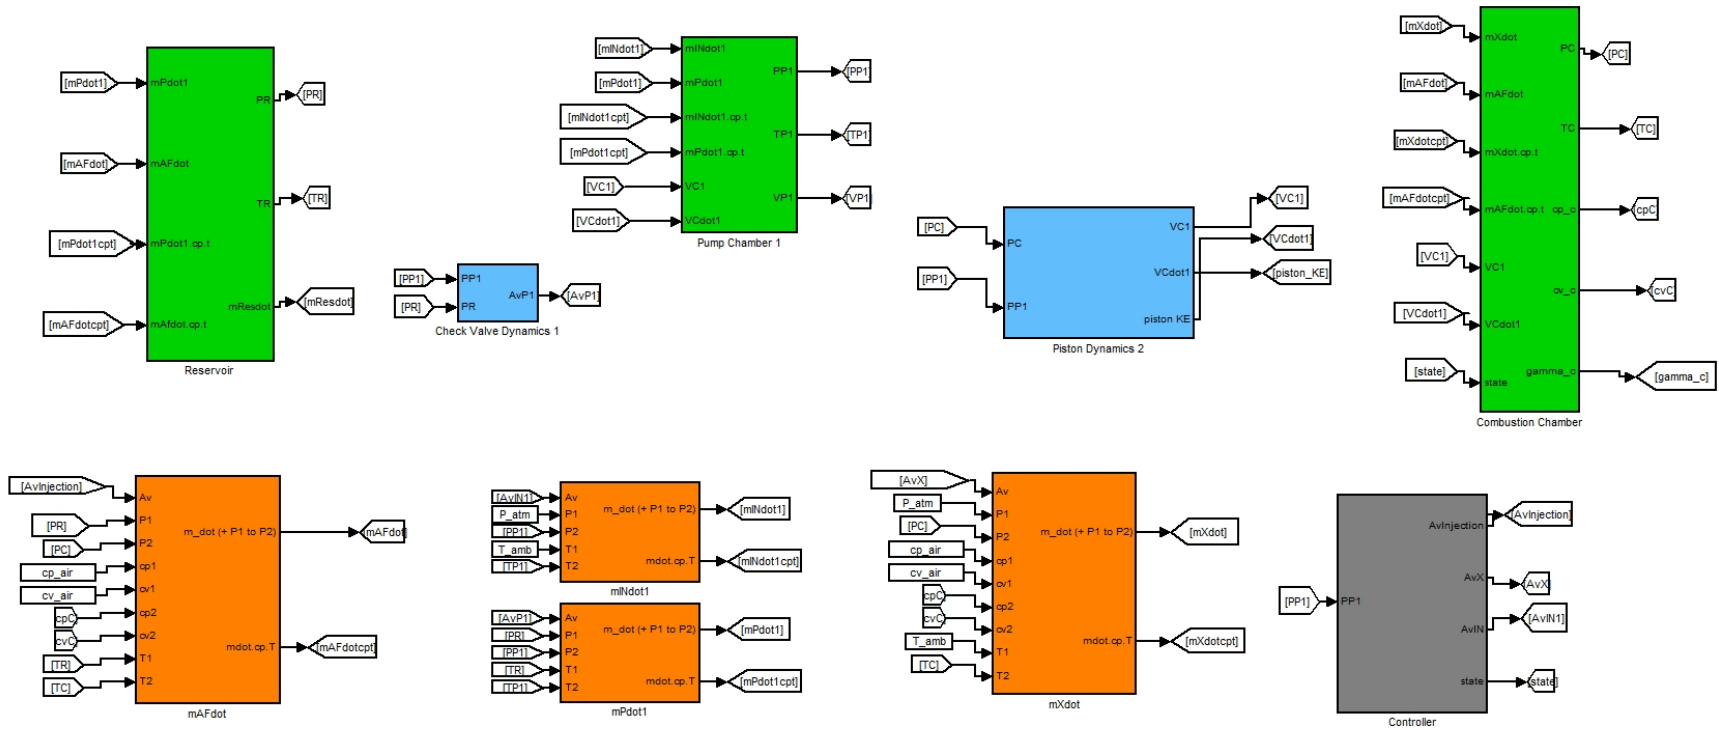 [mPdot1]
mPdot1
PR
[PR]
[mAFdot]
mAFdot
TR
[TR]
[mPdot1cpt]
mPdot1.cp.t
mResdot
[mResdot]
[mAFdotcpt]
mAfdot.cp.t
Reservoir
[mINdot1]
mINdot1
PP1
[PP1]
[mPdot1]
mPdot1
[mINdot1cpt]
mINdot1.cp.t
TP1
[TP1]
[mPdot1cpt]
mPdot1.cp.t
[VC1]
VC1
VP1
[VP1]
[VCdot1]
VCdot1
Pump Chamber 1
[PP1]
PP1
AvP1
[AvP1]
[PR]
PR
Check Valve Dynamics 1
[PC]
PC
VC1
[VC1]
[VCdot1]
[PP1]
PP1
VCdot1
[piston_KE]
piston KE
Piston Dynamics 2
[mXdot]
mXdot
PC
[PC]
[mAFdot]
mAFdot
TC
[TC]
[mXdotcpt]
mXdot.cp.t
[mAFdotcpt]
mAFdot.cp.t
cp_c
[cpC]
[VC1]
VC1
cv_c
[cvC]
[VCdot1]
VCdot1
gamma_c
[gamma_c]
[state]
state
Combustion Chamber
[AvInjection]
Av
[PR]
P1
m_dot (+ P1 to P2)
[mAFdot]
[PC]
P2
cp_air
cp1
cv_air
cv1
[cpC]
cp2
[cvC]
cv2
mdot.cp.T
[mAFdotcpt]
[TR]
T1
[TC]
T2
mAFdot
[AvIN1]
Av
P_atm
P1
m_dot (+ P1 to P2)
[mINdot1]
[PP1]
P2
T_amb
T1
mdot.cp.T
[mINdot1cpt]
[TP1]
T2
mINdot1
[AvP1]
Av
[PR]
P1
m_dot (+ P1 to P2)
[mPdot1]
[PP1]
P2
[TR]
T1
mdot.cp.T
[mPdot1cpt]
[TP1]
T2
mPdot1
[AvX]
Av
P_atm
P1
m_dot (+ P1 to P2)
[mXdot]
[PC]
P2
cp_air
cp1
cv_air
cv1
[cpC]
cp2
[cvC]
cv2
mdot.cp.T
[mXdotcpt]
T_amb
T1
[TC]
T2
mXdot
AvInjection
[AvInjection]
AvX
[AvX]
[PP1]
PP1
AvIN
[AvIN1]
state
[state]
Controller